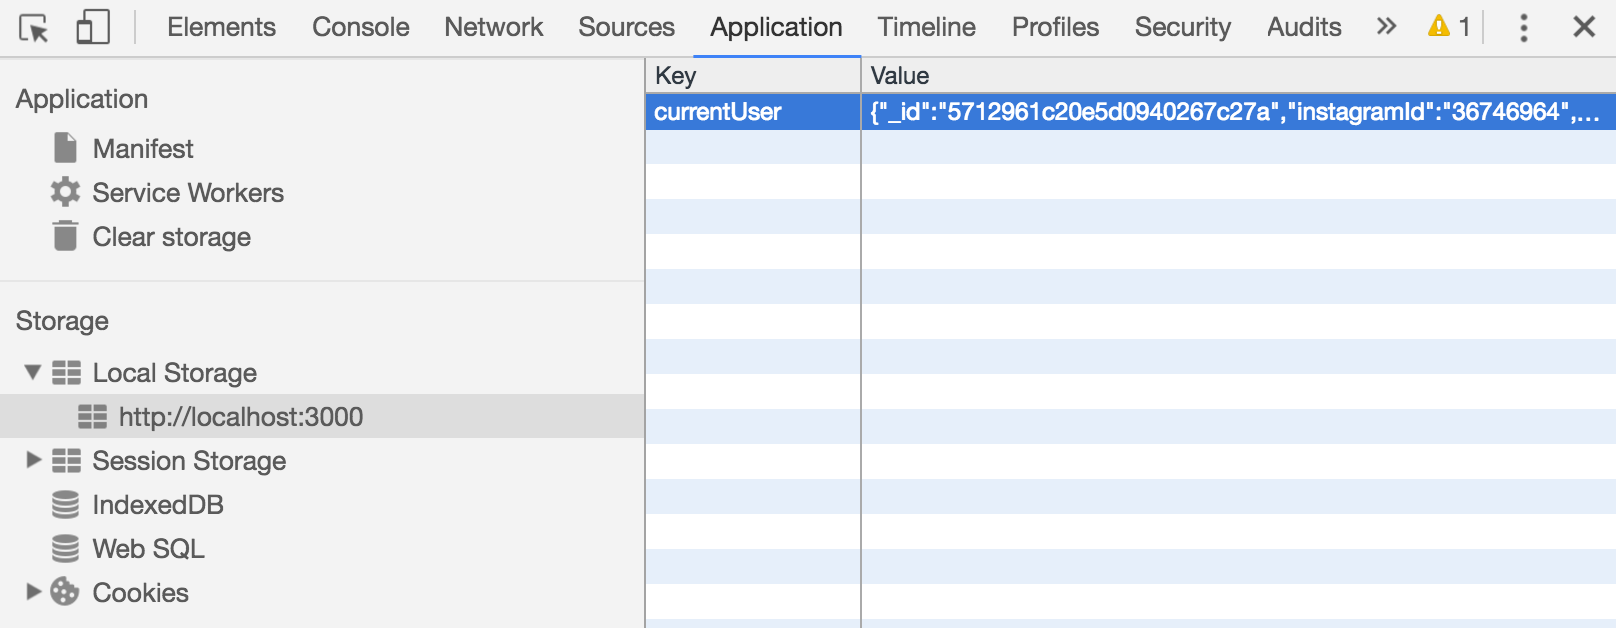 Elements Console Network Sources Application Timeline Profiles Security Audits » 1
Application
Manifest
Service Workers
Clear storage
Storage
Local Storage
http://localhost:3000
Session Storage
IndexedDB
Web SQL
Cookies
Key Value
currentUser {"_id":"5712961c20e5d0940267c27a","instagramId":"36746964",…